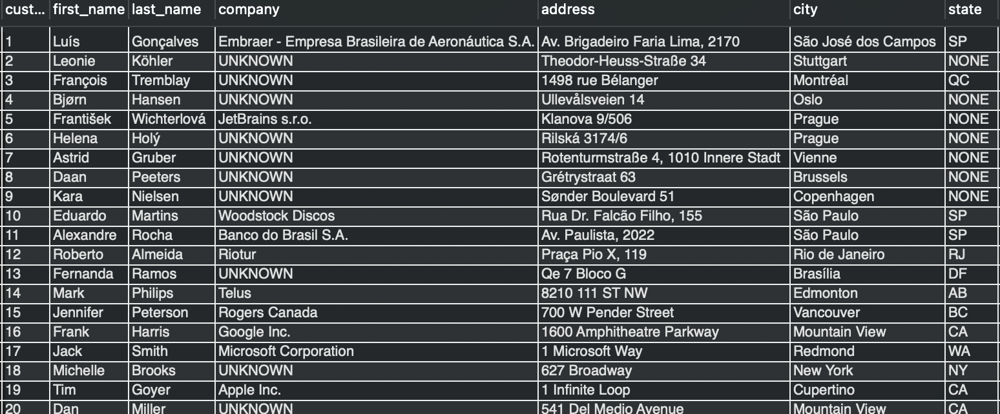 cust... first_name last_name company address city state
1 Luís Gonçalves Embraer - Empresa Brasileira de Aeronáutica S.A. Av. Brigadeiro Faria Lima, 2170 São José dos Campos SP
2 Leonie Köhler UNKNOWN Theodor-Heuss-Straße 34 Stuttgart NONE
3 François Tremblay UNKNOWN 1498 rue Bélanger Montréal QC
4 Bjørn Hansen UNKNOWN Ullevålsveien 14 Oslo NONE
5 František Wichterlová JetBrains s.r.o. Klanova 9/506 Prague NONE
6 Helena Holý UNKNOWN Rilská 3174/6 Prague NONE
7 Astrid Gruber UNKNOWN Rotenturmstraße 4, 1010 Innere Stadt Vienne NONE
8 Daan Peeters UNKNOWN Grétrystraat 63 Brussels NONE
9 Kara Nielsen UNKNOWN Sønder Boulevard 51 Copenhagen NONE
10 Eduardo Martins Woodstock Discos Rua Dr. Falcão Filho, 155 São Paulo SP
11 Alexandre Rocha Banco do Brasil S.A. Av. Paulista, 2022 São Paulo SP
12 Roberto Almeida Riotur Praça Pio X, 119 Rio de Janeiro RJ
13 Fernanda Ramos UNKNOWN Qe 7 Bloco G Brasília DF
14 Mark Philips Telus 8210 111 ST NW Edmonton AB
15 Jennifer Peterson Rogers Canada 700 W Pender Street Vancouver BC
16 Frank Harris Google Inc. 1600 Amphitheatre Parkway Mountain View CA
17 Jack Smith Microsoft Corporation 1 Microsoft Way Redmond WA
18 Michelle Brooks UNKNOWN 627 Broadway New York NY
19 Tim Goyer Apple Inc. 1 Infinite Loop Cupertino CA
20 Dan Miller UNKNOWN 541 Del Medio Avenue Mountain View CA